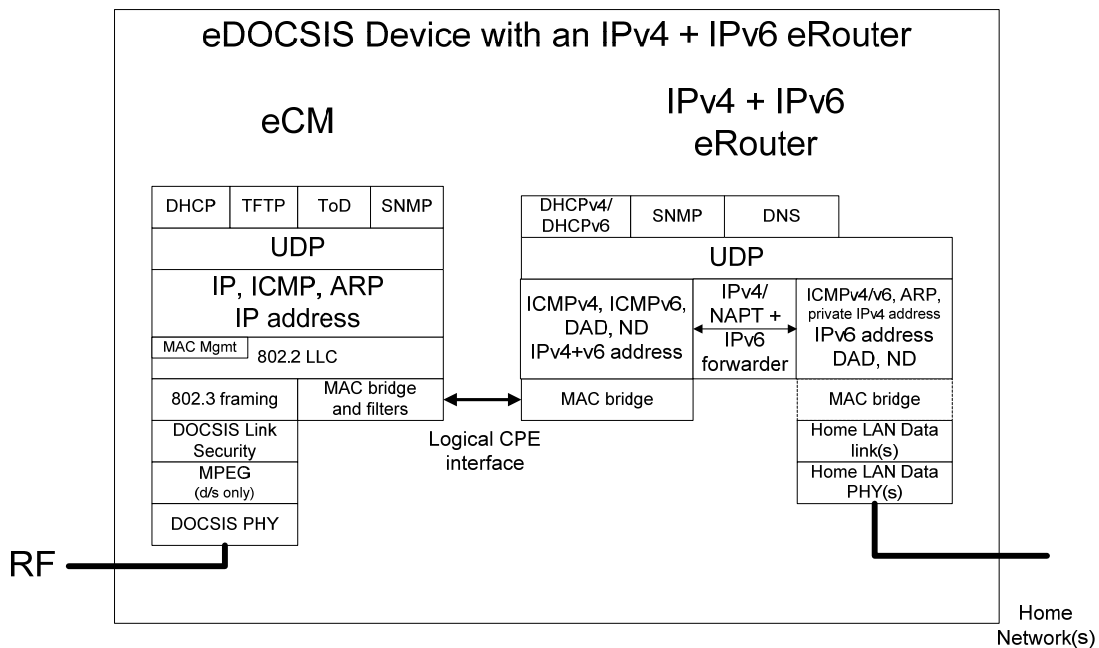 eDOCSIS Device with an IPv4 + IPv6 eRouter
eCM
IPv4 + IPv6
eRouter
DHCP
TFTP
ToD
SNMP
UDP
IP, ICMP, ARP
IP address
MAC Mgmt
802.2 LLC
802.3 framing
MAC bridge
and filters
DOCSIS Link
Security
MPEG
(d/s only)
DOCSIS PHY
RF
Logical CPE
interface
DHCPv4/
DHCPv6
SNMP
DNS
UDP
ICMPv4, ICMPv6,
DAD, ND
IPv4+v6 address
IPv4/
NAPT +
IPv6
forwarder
ICMPv4/v6, ARP,
private IPv4 address
IPv6 address
DAD, ND
MAC bridge
MAC bridge
Home LAN Data
link(s)
Home LAN Data
PHY(s)
Home
Network(s)